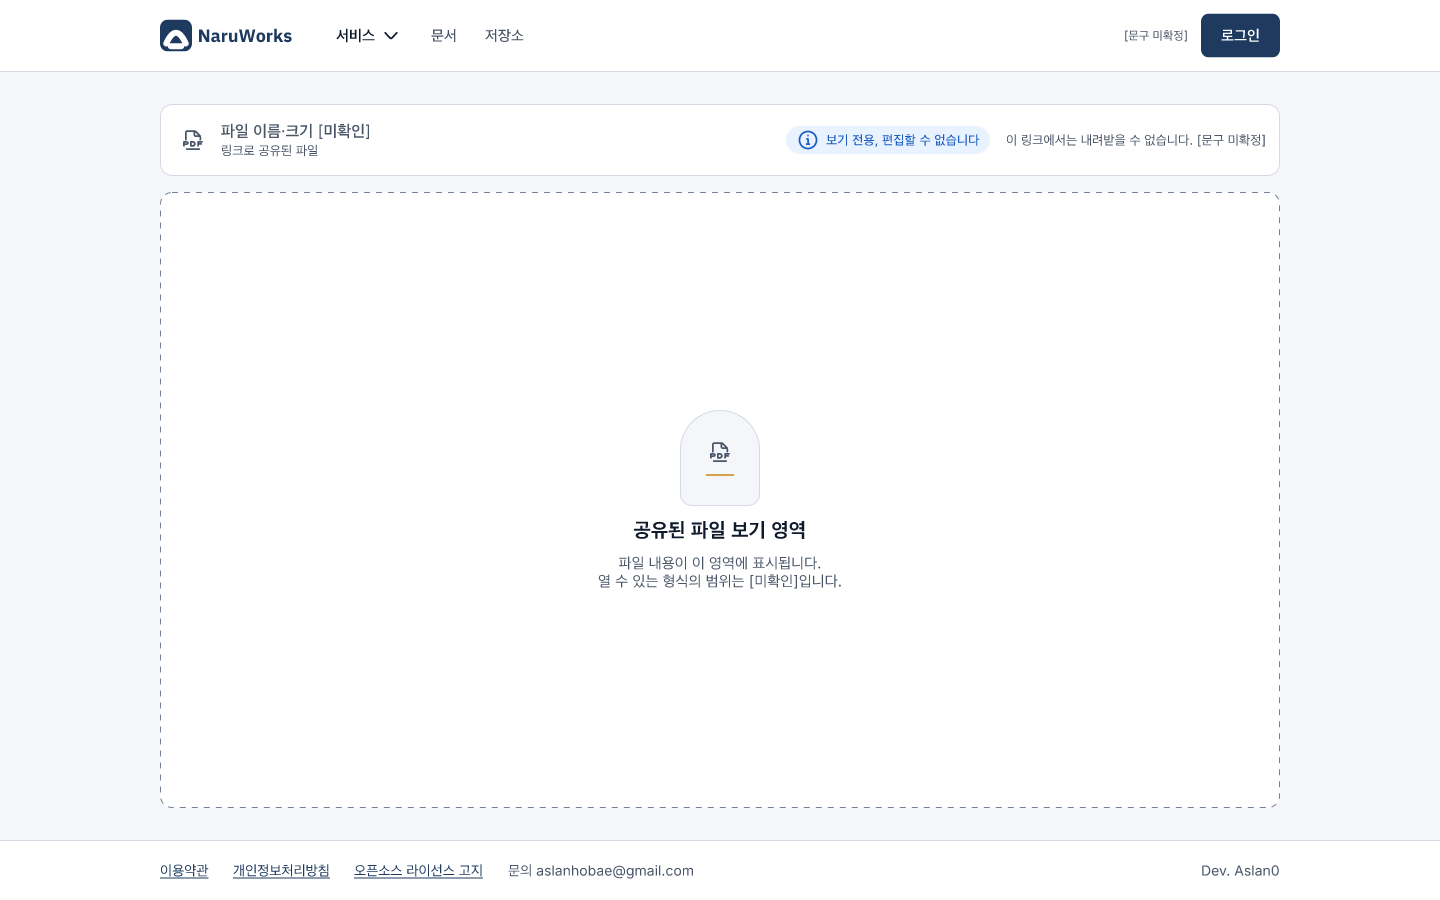 NaruWorks
서비스
문서
저장소
[문구 미확정]
로그인
PDF
파일 이름·크기 [미확인]
링크로 공유된 파일
보기 전용, 편집할 수 없습니다
이 링크에서는 내려받을 수 없습니다. [문구 미확정]
PDF
공유된 파일 보기 영역
파일 내용이 이 영역에 표시됩니다.
열 수 있는 형식의 범위는 [미확인]입니다.
이용약관
개인정보처리방침
오픈소스 라이선스 고지
문의 aslanhobae@gmail.com
Dev. Aslan0